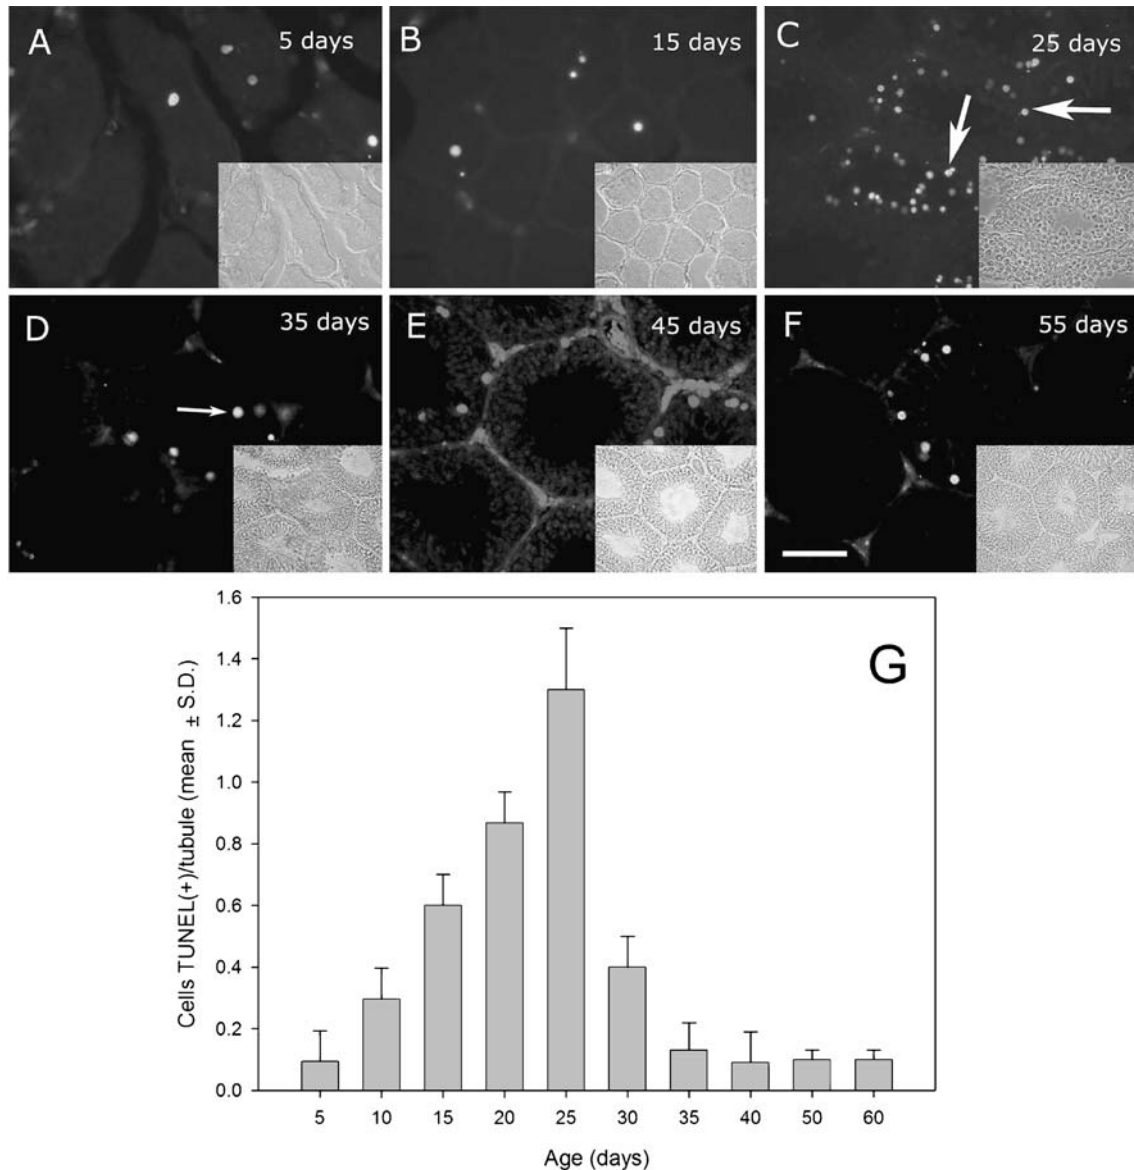 A 5 days
B 15 days
C 25 days
D 35 days
E 45 days
F 55 days
G
Cells TUNEL(+)/tubule (mean ± S.D.)
1.6
1.4
1.2
1.0
0.8
0.6
0.4
0.2
0.0
5 10 15 20 25 30 35 40 50 60
Age (days)